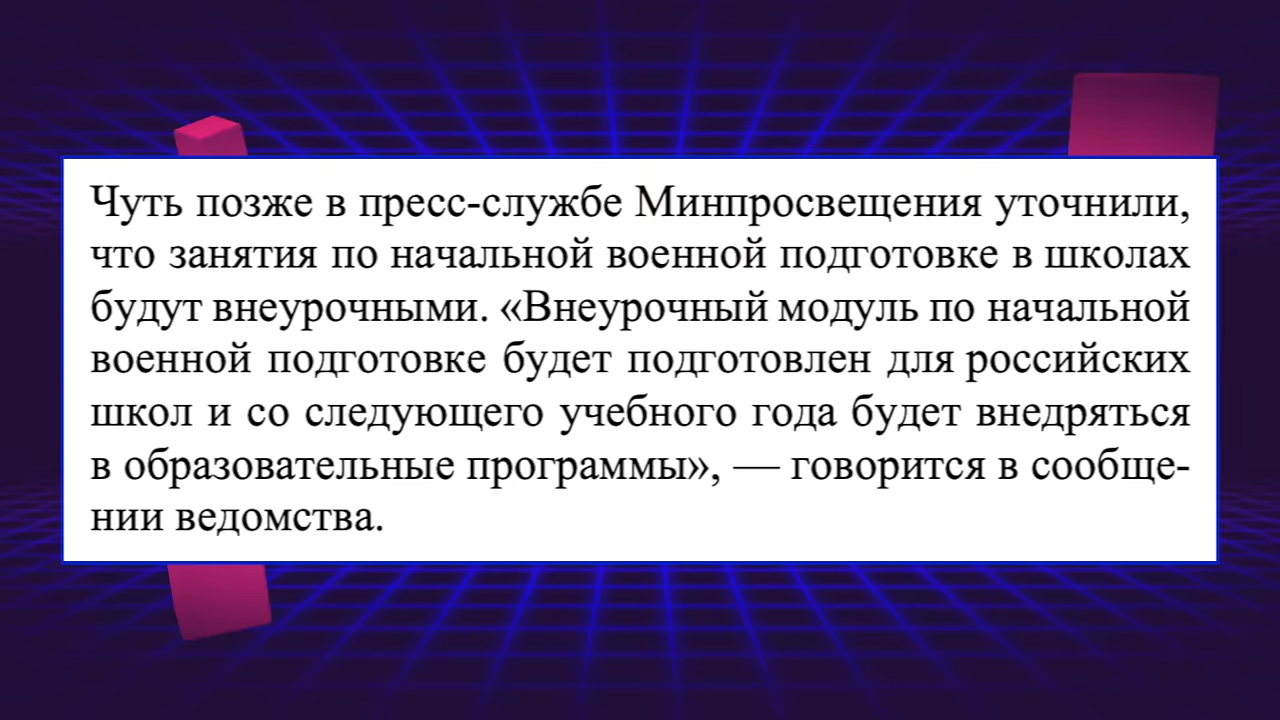 Чуть позже в пресс-службе Минпросвещения уточнили,
что занятия по начальной военной подготовке в школах
будут внеурочными. «Внеурочный модуль по начальной
военной подготовке будет подготовлен для российских
школ и со следующего учебного года будет внедряться
в образовательные программы», — говорится в сообще-
нии ведомства.